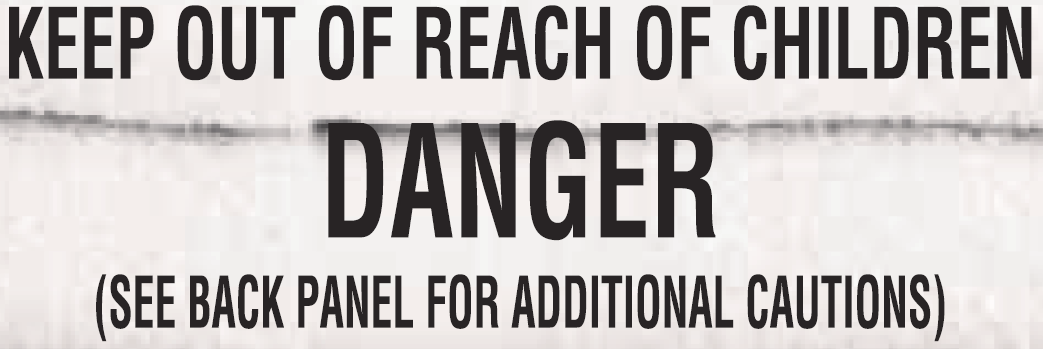 KEEP OUT OF REACH OF CHILDREN
DANGER
(SEE BACK PANEL FOR ADDITIONAL CAUTIONS)